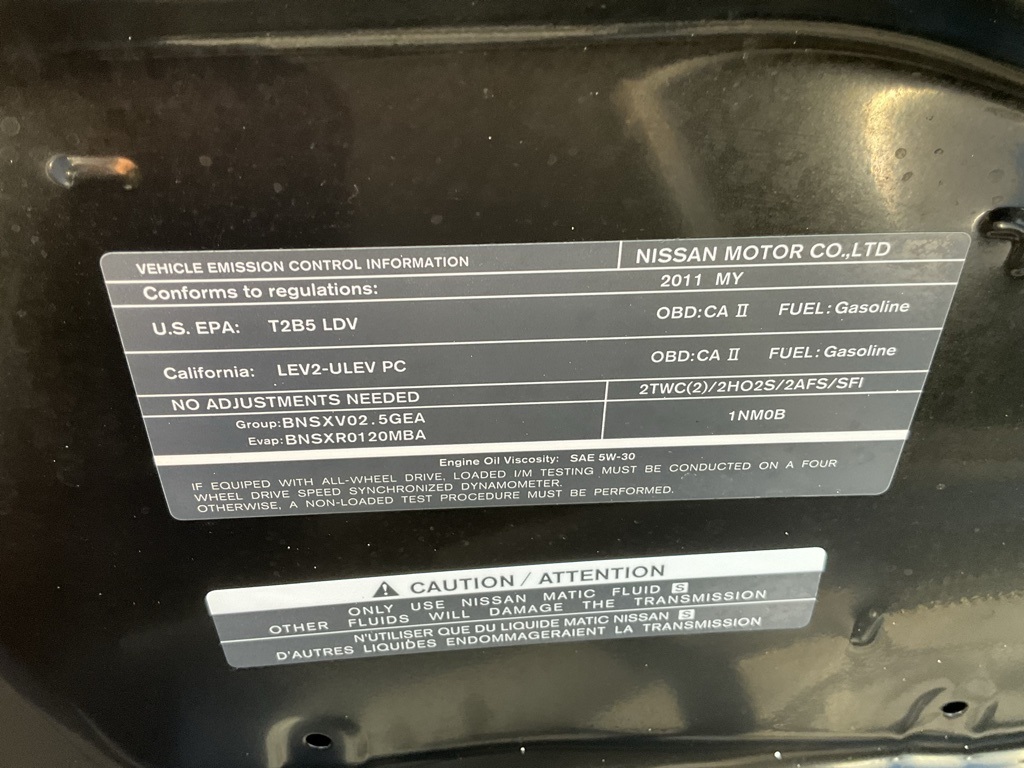 VEHICLE EMISSION CONTROL INFORMATION
NISSAN MOTOR CO.,LTD
Conforms to regulations:
2011 MY
U.S. EPA: T2B5 LDV
OBD:CA II FUEL:Gasoline
California: LEV2-ULEV PC
OBD:CA II FUEL:Gasoline
NO ADJUSTMENTS NEEDED
2TWC(2)/2HO2S/2AFS/SFI
Group:BNSXV02.5GEA
Evap:BNSXR0120MBA
1NM0B
Engine Oil Viscosity: SAE 5W-30
IF EQUIPPED WITH ALL-WHEEL DRIVE, LOADED I/M TESTING MUST BE CONDUCTED ON A FOUR
WHEEL DRIVE SPEED SYNCHRONIZED DYNAMOMETER.
OTHERWISE, A NON-LOADED TEST PROCEDURE MUST BE PERFORMED.
CAUTION / ATTENTION
ONLY USE NISSAN MATIC FLUID S
OTHER FLUIDS WILL DAMAGE THE TRANSMISSION
N'UTILISER QUE DU LIQUIDE MATIC NISSAN S
D'AUTRES LIQUIDES ENDOMMAGERAIENT LA TRANSMISSION